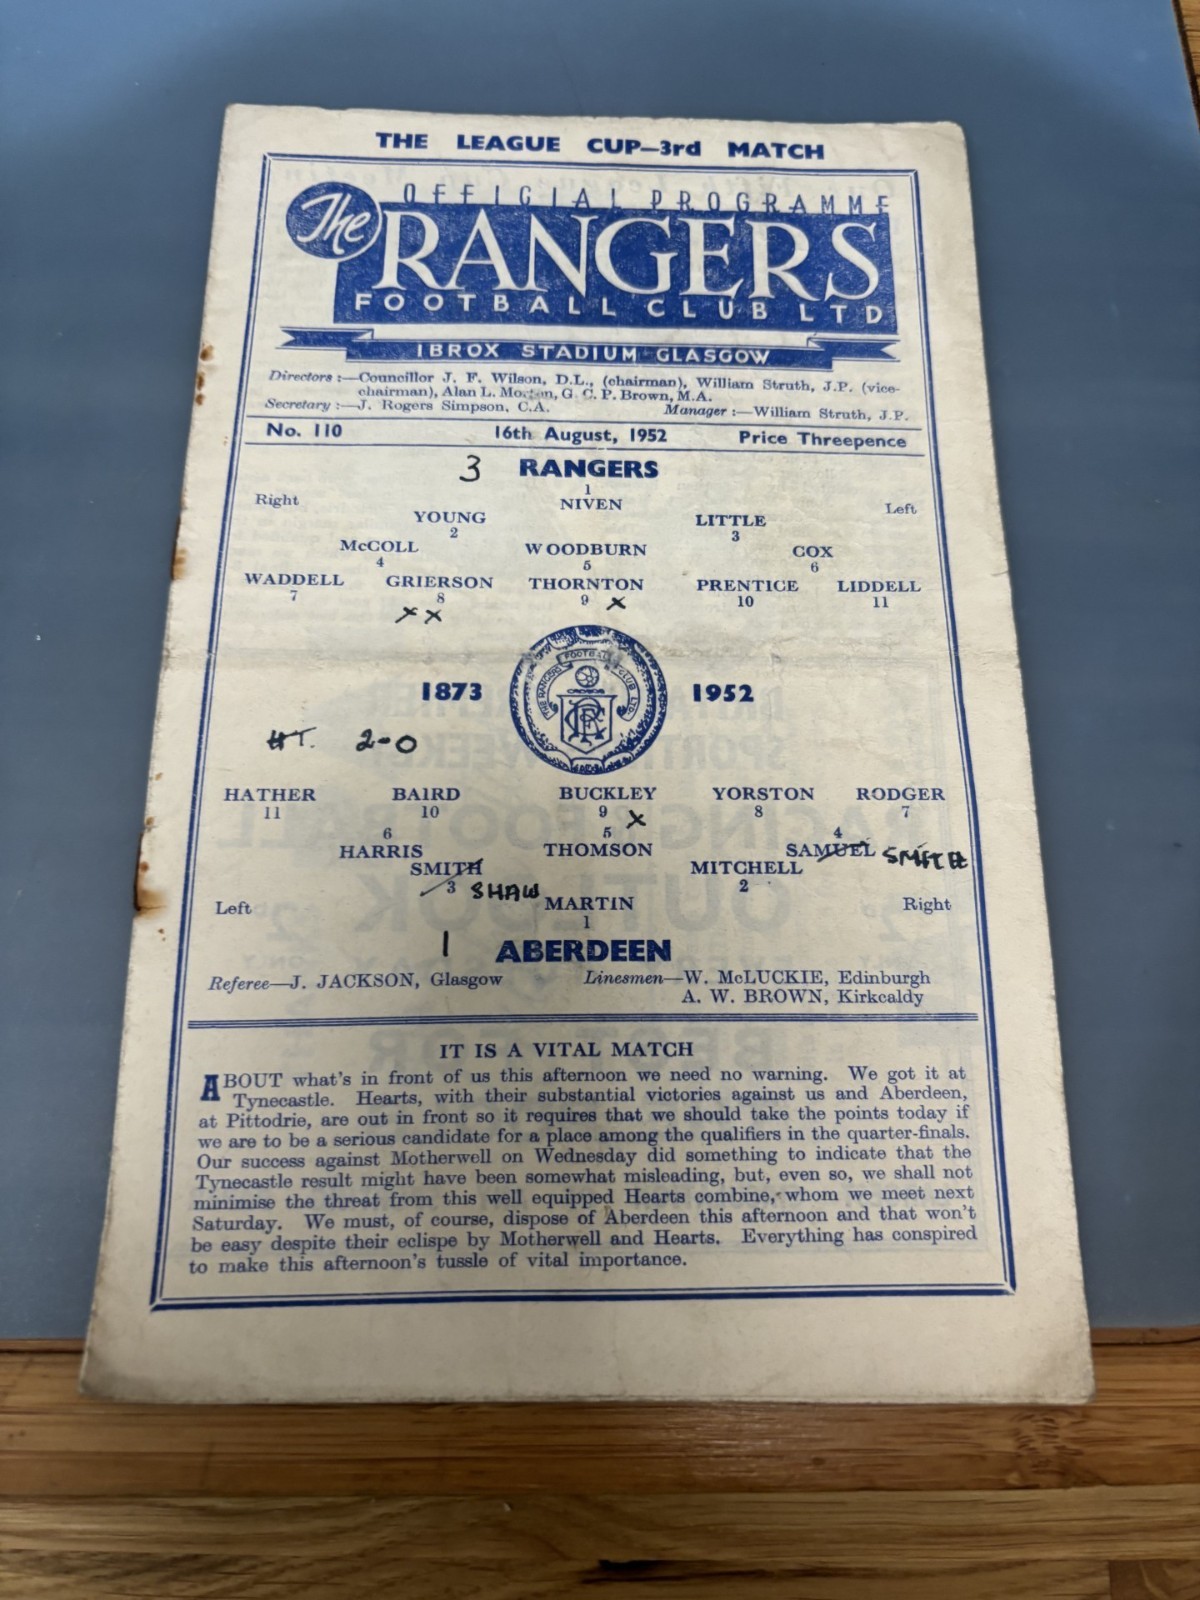 THE LEAGUE CUP—3rd MATCH
OFFICIAL PROGRAMME
The RANGERS
FOOTBALL CLUB LTD
IBROX STADIUM GLASGOW
Directors :—Councillor J. F. Wilson, D.L., (chairman), William Struth, J.P. (vice-
chairman), Alan L. Morton, G. C. P. Brown, M.A.
Secretary :—J. Rogers Simpson, C.A. Manager :—William Struth, J.P.
No. 110 16th August, 1952 Price Threepence
3 RANGERS
1
Right NIVEN Left
YOUNG LITTLE
2 3
McCOLL WOODBURN COX
4 5 6
WADDELL GRIERSON THORNTON PRENTICE LIDDELL
7 8 9 x 10 11
x x
FOOTBALL
THE RANGERS CLUB LTD
1873 1952
HT. 2-0
HATHER BAIRD BUCKLEY YORSTON RODGER
11 10 9 x 8 7
6 5 4
HARRIS THOMSON SAMUEL SMITH
SMITH MITCHELL
3 SHAW 2
Left MARTIN Right
1
1 ABERDEEN
Referee—J. JACKSON, Glasgow Linesmen—W. McLUCKIE, Edinburgh
A. W. BROWN, Kirkcaldy
IT IS A VITAL MATCH
ABOUT what's in front of us this afternoon we need no warning. We got it at
Tynecastle. Hearts, with their substantial victories against us and Aberdeen,
at Pittodrie, are out in front so it requires that we should take the points today if
we are to be a serious candidate for a place among the qualifiers in the quarter-finals.
Our success against Motherwell on Wednesday did something to indicate that the
Tynecastle result might have been somewhat misleading, but, even so, we shall not
minimise the threat from this well equipped Hearts combine, whom we meet next
Saturday. We must, of course, dispose of Aberdeen this afternoon and that won't
be easy despite their eclispe by Motherwell and Hearts. Everything has conspired
to make this afternoon's tussle of vital importance.